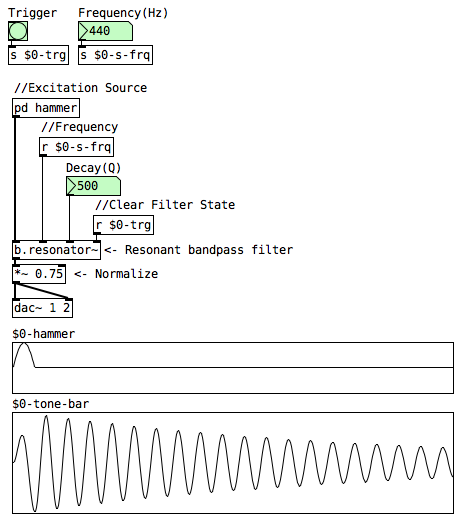 Trigger
Frequency(Hz)
440
s $0-trg
s $0-s-frq
//Excitation Source
pd hammer
//Frequency
r $0-s-frq
Decay(Q)
500
//Clear Filter State
r $0-trg
b.resonator~
<- Resonant bandpass filter
*~ 0.75
<- Normalize
dac~ 1 2
$0-hammer
$0-tone-bar